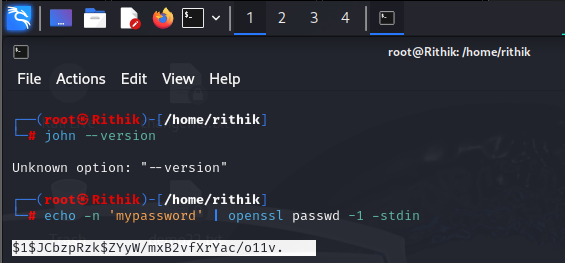 1 2 3 4
root@Rithik: /home/rithik
File Actions Edit View Help
┌──(root㉿Rithik)-[/home/rithik]
└─# john --version
Unknown option: "--version"
┌──(root㉿Rithik)-[/home/rithik]
└─# echo -n 'mypassword' | openssl passwd -1 -stdin
$1$JCbzpRzk$ZYyW/mxB2vfXrYac/o11v.